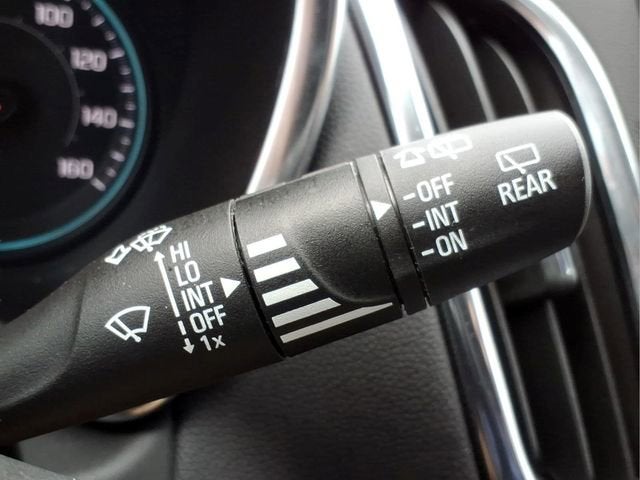 100
120
140
160
HI
LO
INT
OFF
1x
-OFF
-INT
-ON
REAR